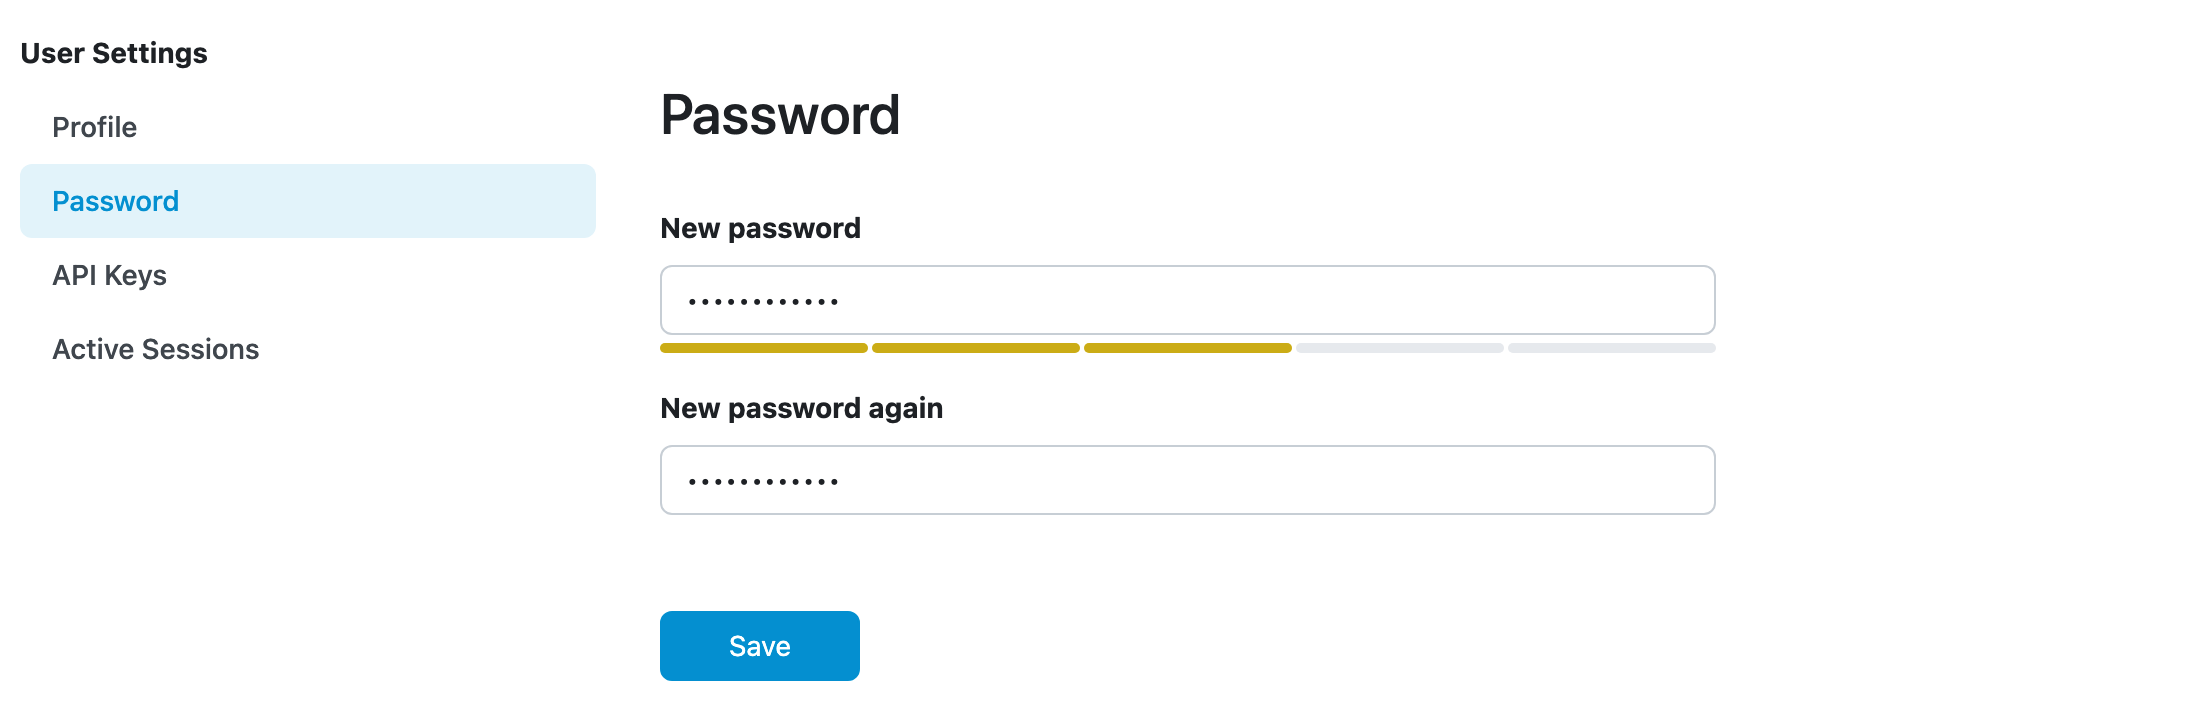 User Settings
Profile
Password
API Keys
Active Sessions
Password
New password
••••••••••••
New password again
••••••••••••
Save